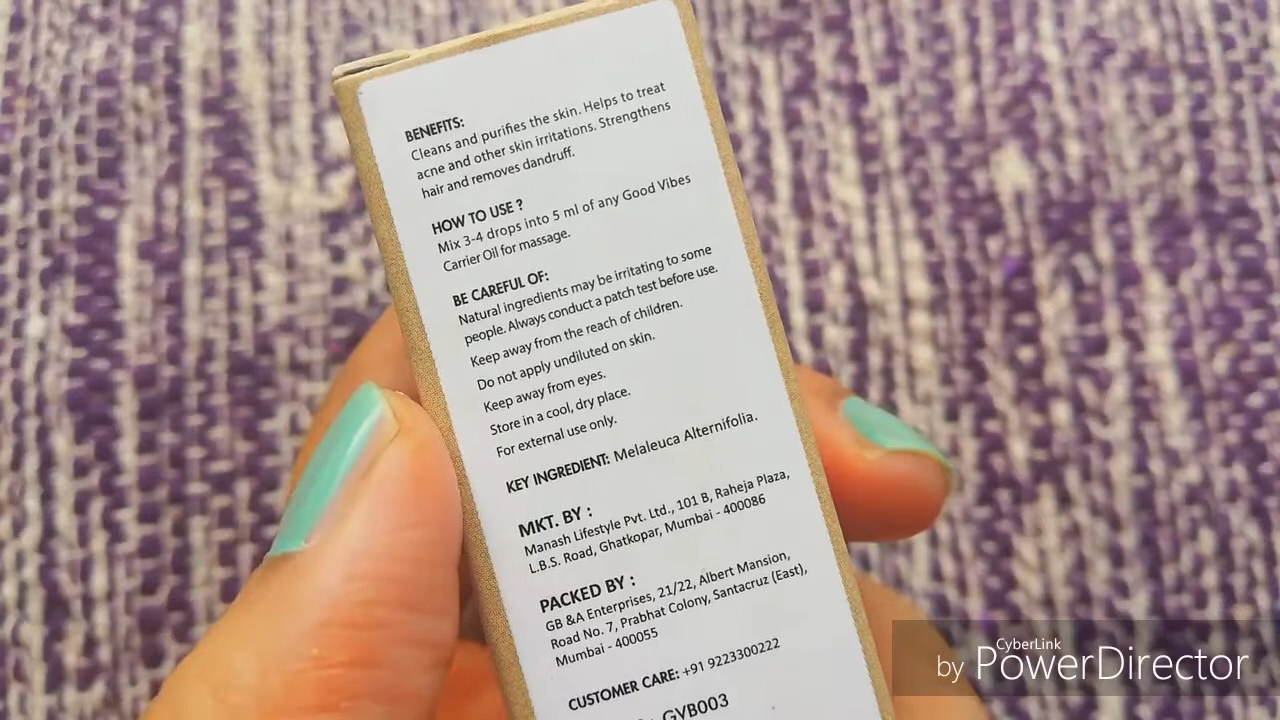 BENEFITS:
Cleans and purifies the skin. Helps to treat
acne and other skin irritations. Strengthens
hair and removes dandruff.
HOW TO USE ?
Mix 3-4 drops into 5 ml of any Good Vibes
Carrier Oil for massage.
BE CAREFUL OF:
Natural ingredients may be irritating to some
people. Always conduct a patch test before use.
Keep away from the reach of children.
Do not apply undiluted on skin.
Keep away from eyes.
Store in a cool, dry place.
For external use only.
KEY INGREDIENT: Melaleuca Alternifolia.
MKT. BY :
Manash Lifestyle Pvt. Ltd., 101 B, Raheja Plaza,
L.B.S. Road, Ghatkopar, Mumbai - 400086
PACKED BY :
GB &A Enterprises, 21/22, Albert Mansion,
Road No. 7, Prabhat Colony, Santacruz (East),
Mumbai - 400055
CUSTOMER CARE: +91 9223300222
GVB003
CyberLink
by PowerDirector